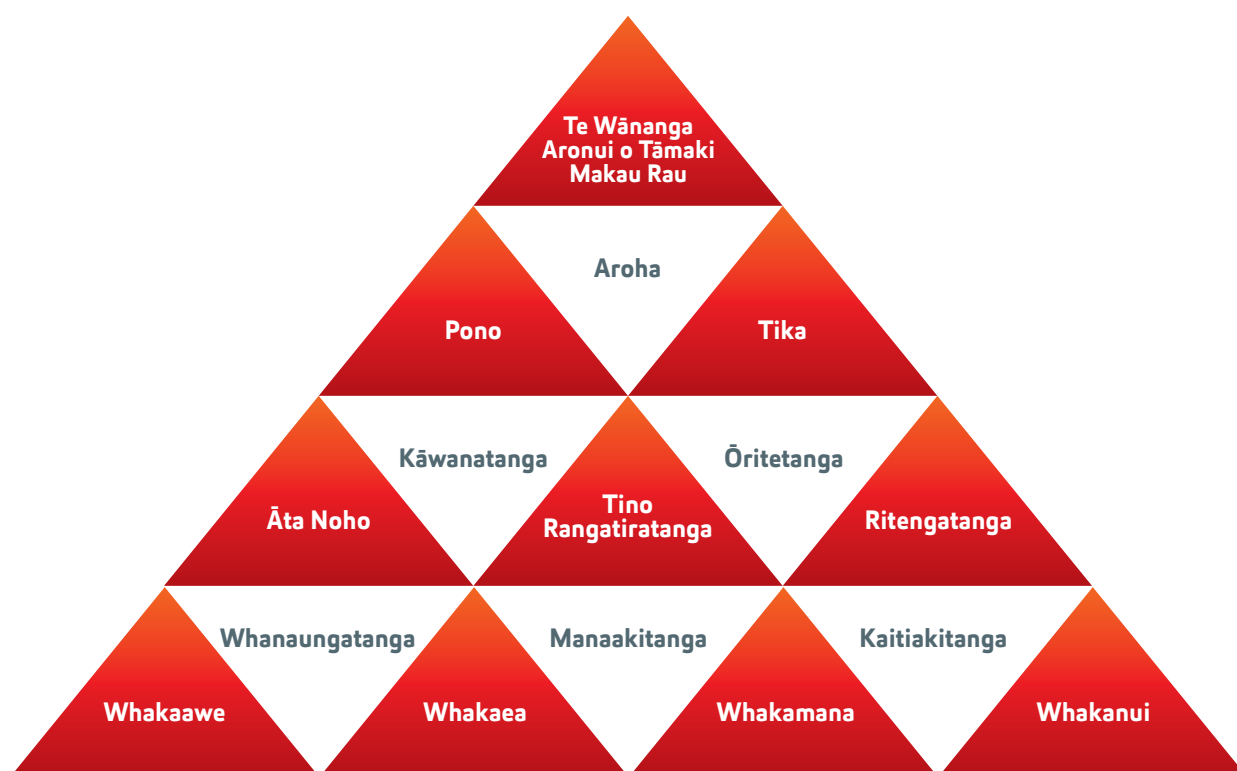 Te Wānanga
Aronui o Tāmaki
Makau Rau
Aroha
Pono
Tika
Kāwanatanga
Ōritetanga
Āta Noho
Tino
Rangatiratanga
Ritengatanga
Whanaungatanga
Manaakitanga
Kaitiakitanga
Whakaawe
Whakaea
Whakamana
Whakanui